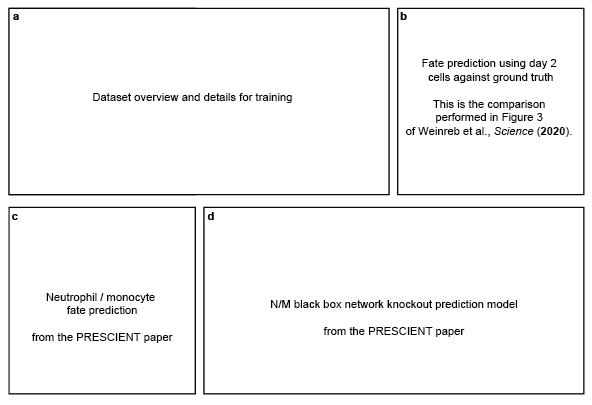 a
Dataset overview and details for training
b
Fate prediction using day 2
cells against ground truth
This is the comparison
performed in Figure 3
of Weinreb et al., Science (2020).
c
Neutrophil / monocyte
fate prediction
from the PRESCIENT paper
d
N/M black box network knockout prediction model
from the PRESCIENT paper